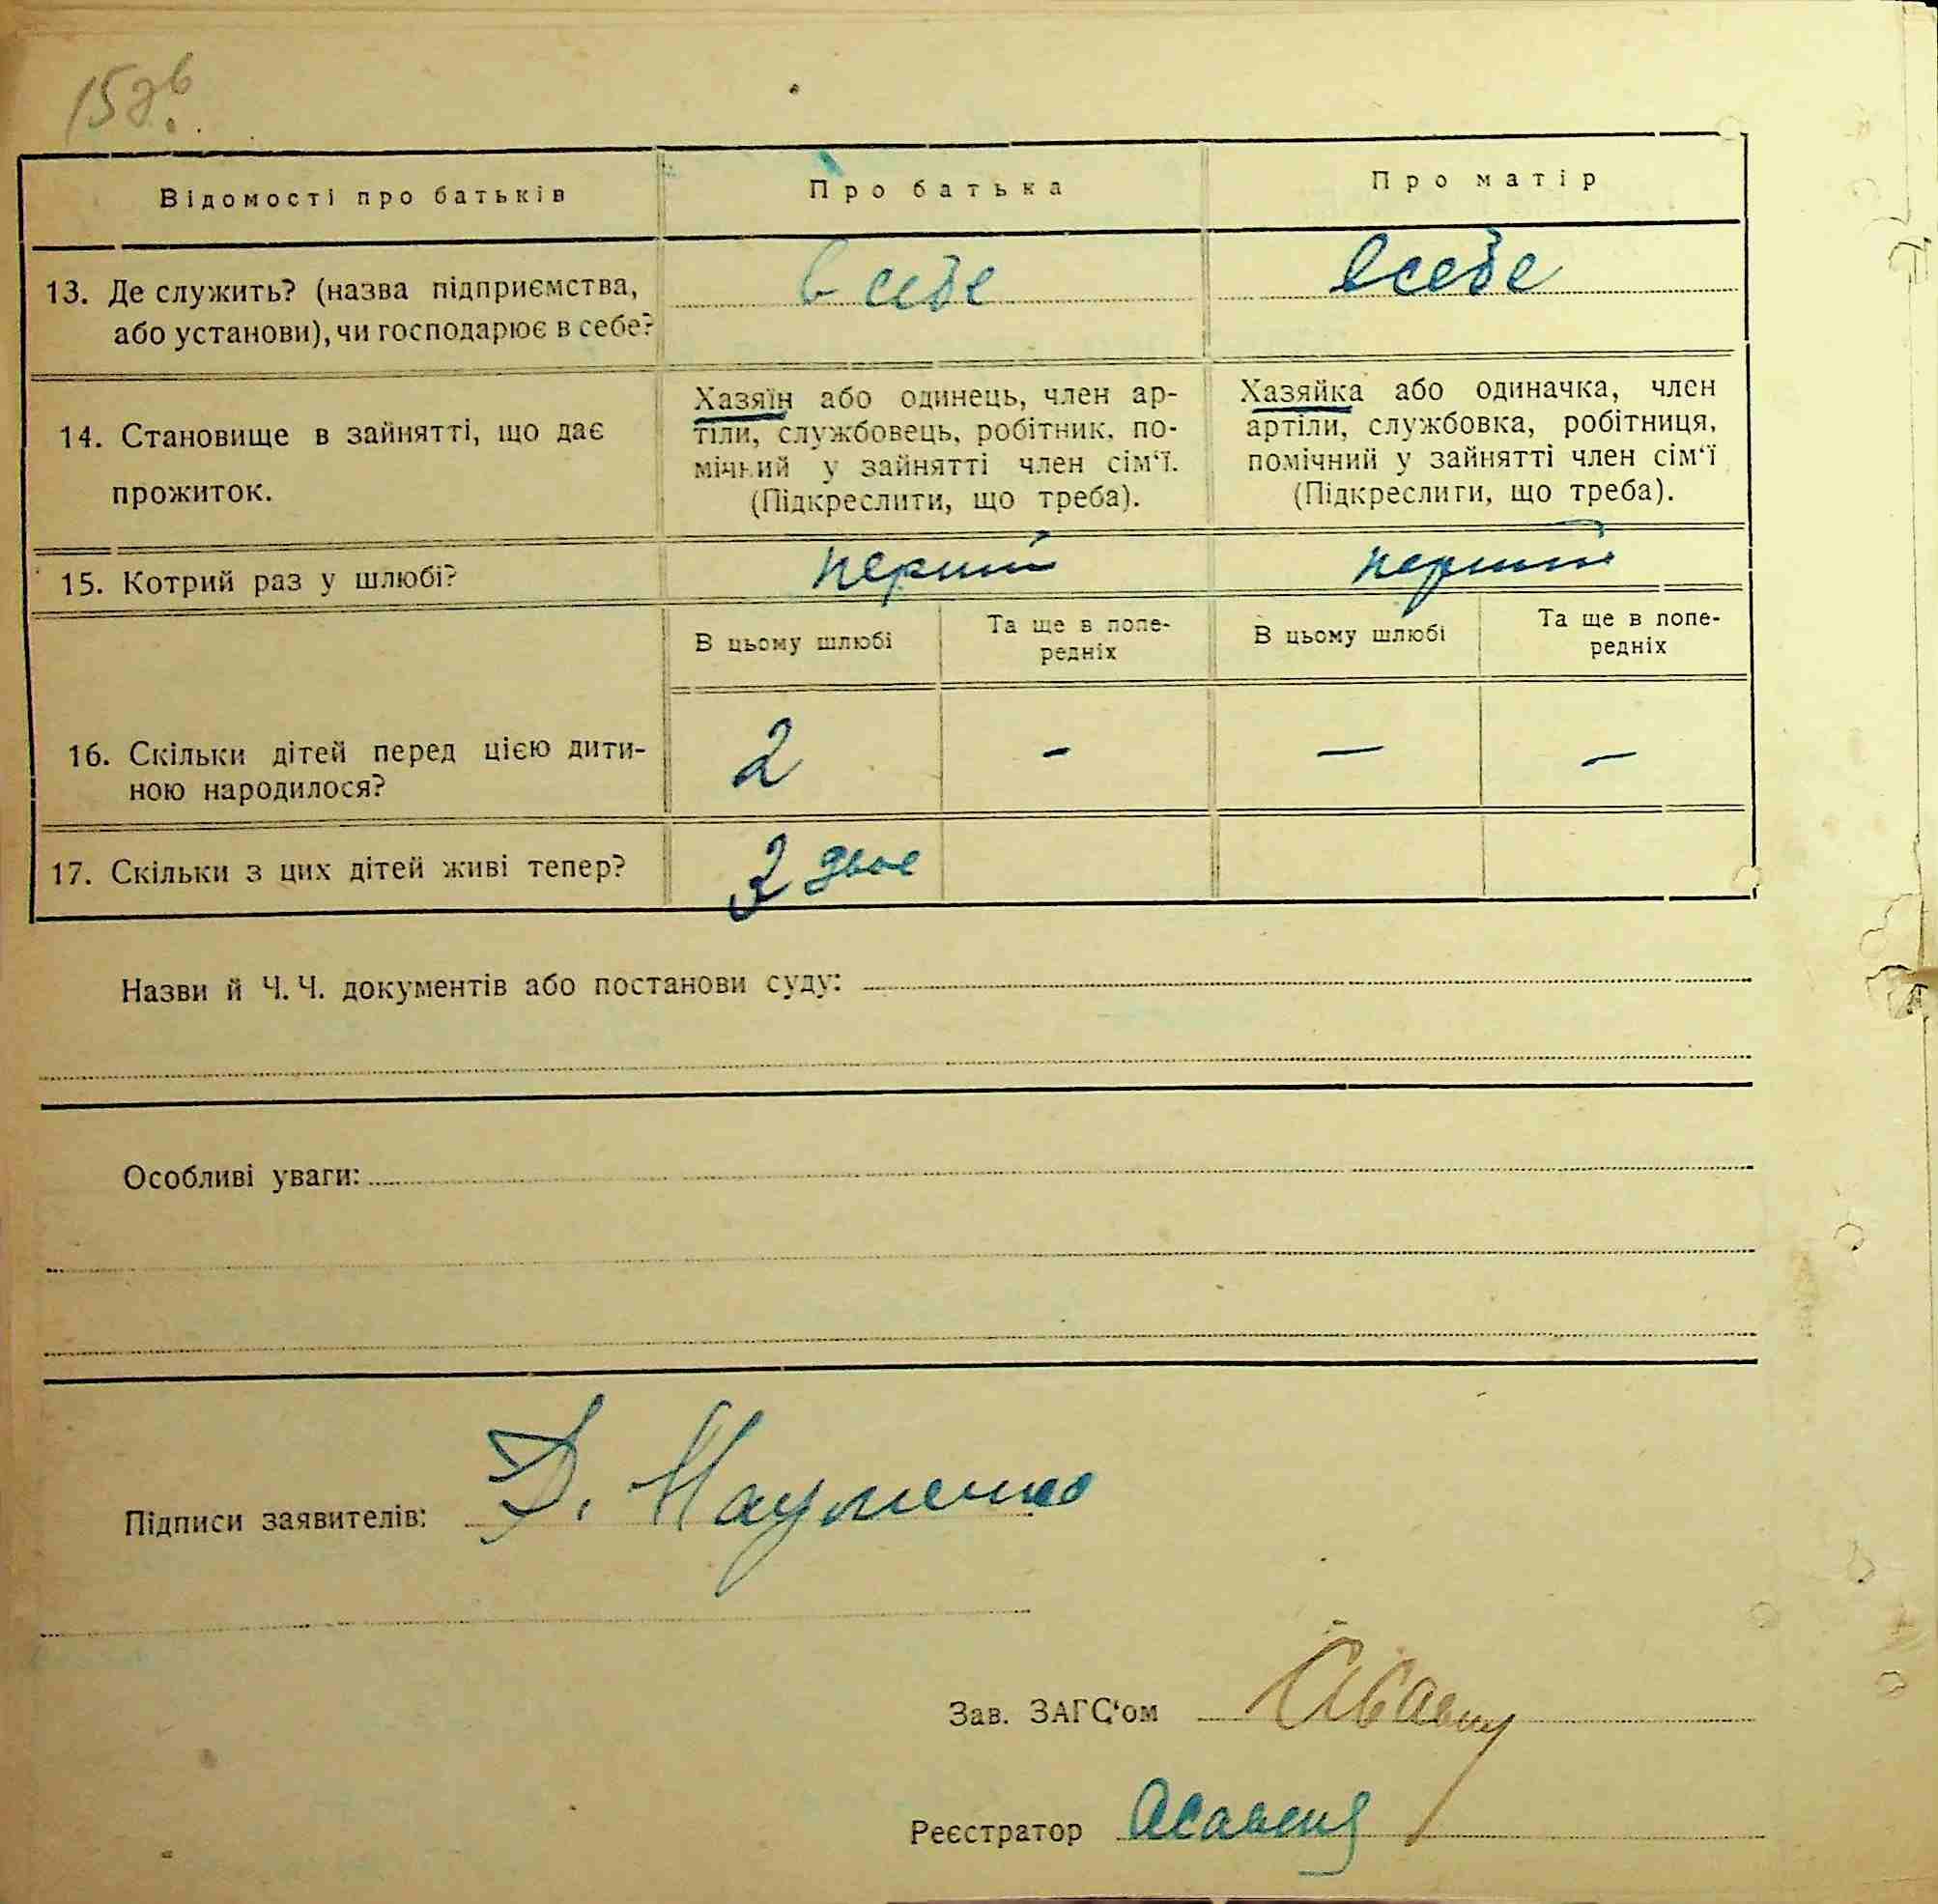 Відомості про батьків Про батька Про матір
13. Де служить? (назва підприємства, в себе всебе
або установи), чи господарює в себе?
Хазяїн або одинець, член ар- Хазяйка або одиначка, член
14. Становище в зайнятті, що дає тіли, службовець, робітник, по- артіли, службовка, робітниця,
мічний у зайнятті член сім'ї. помічний у зайнятті член сім'ї
прожиток. (Підкреслити, що треба). (Підкреслити, що треба).
15. Котрий раз у шлюбі? перший перший
В цьому шлюбі Та ще в попе- В цьому шлюбі Та ще в попе-
редніх редніх
16. Скільки дітей перед цією дити- 2 - — —
ною народилося?
17. Скільки з цих дітей живі тепер? 2 двое
Назви й Ч. Ч. документів або постанови суду:
Особливі уваги:
Підписи заявителів: Д. Науменко
Зав. ЗАГС'ом
Реєстратор